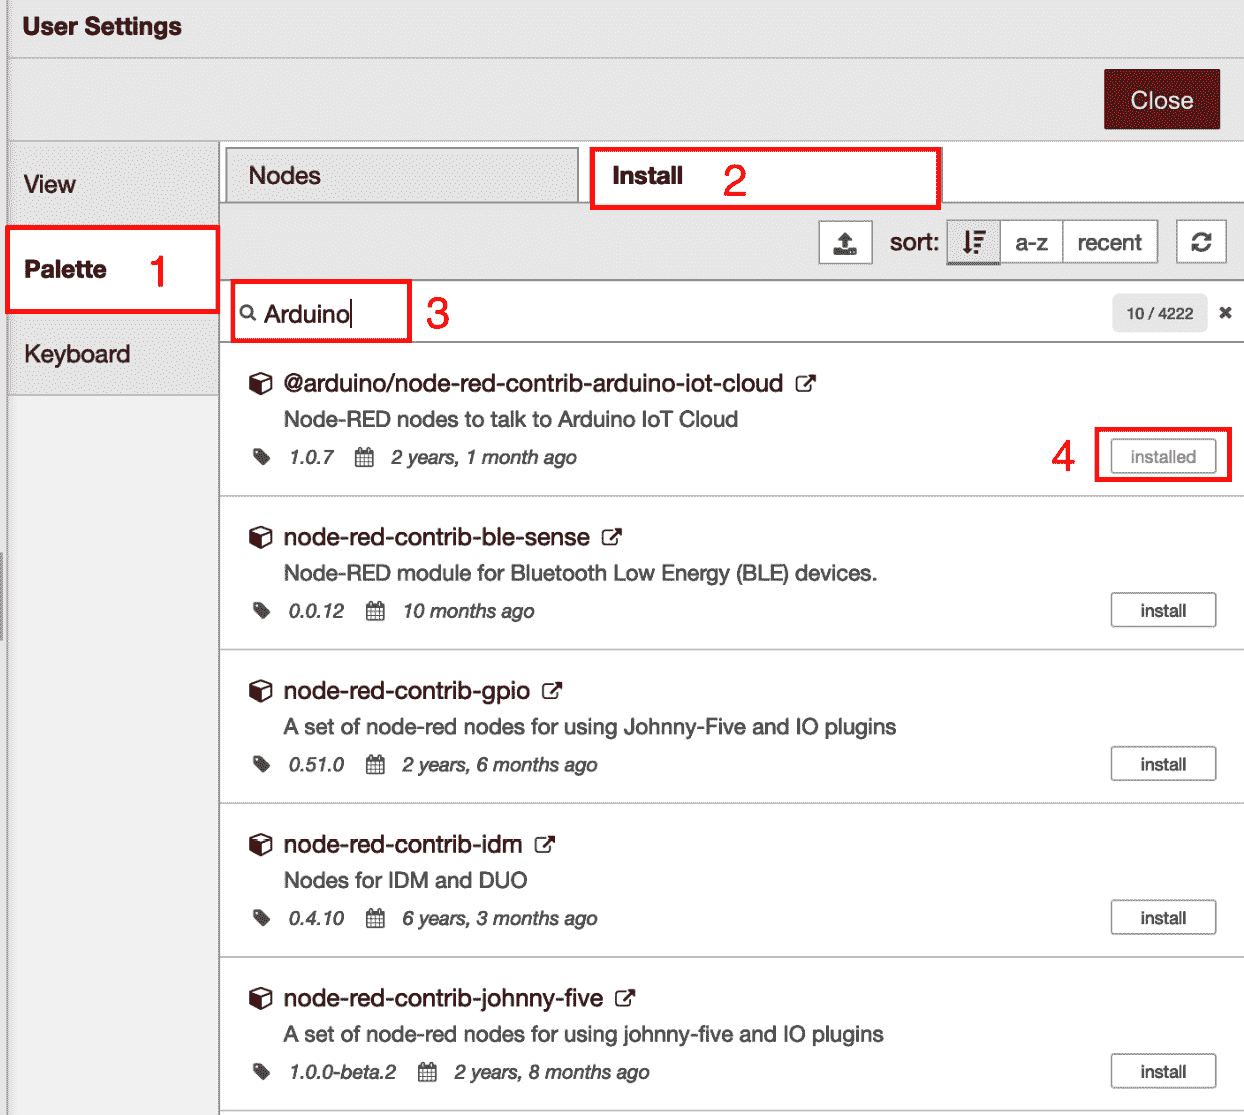 User Settings
Close
View
Palette 1
Keyboard
Nodes
Install 2
sort: a-z recent
Arduino 3
10 / 4222
@arduino/node-red-contrib-arduino-iot-cloud
Node-RED nodes to talk to Arduino IoT Cloud
1.0.7 2 years, 1 month ago
4 installed
node-red-contrib-ble-sense
Node-RED module for Bluetooth Low Energy (BLE) devices.
0.0.12 10 months ago
install
node-red-contrib-gpio
A set of node-red nodes for using Johnny-Five and IO plugins
0.51.0 2 years, 6 months ago
install
node-red-contrib-idm
Nodes for IDM and DUO
0.4.10 6 years, 3 months ago
install
node-red-contrib-johnny-five
A set of node-red nodes for using johnny-five and IO plugins
1.0.0-beta.2 2 years, 8 months ago
install